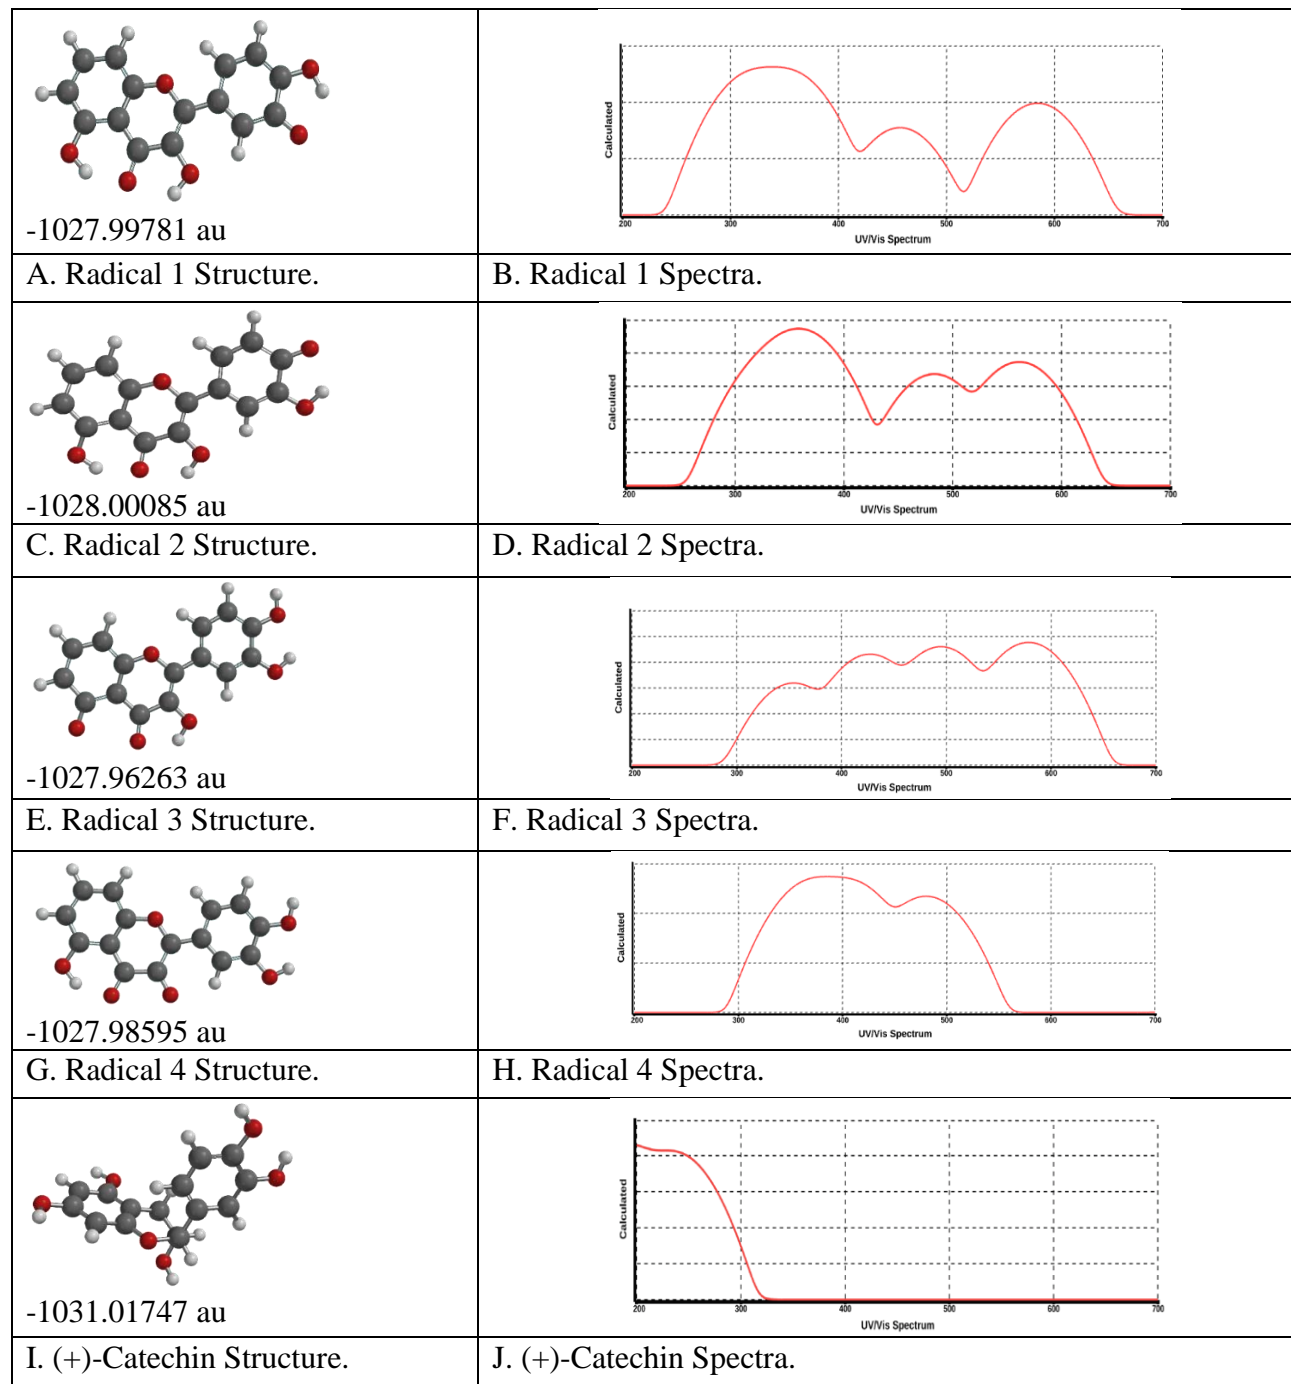 Calculated
200 300 400 500 600 700
UV/Vis Spectrum
-1027.99781 au
A. Radical 1 Structure.
B. Radical 1 Spectra.
Calculated
200 300 400 500 600 700
UV/Vis Spectrum
-1028.00085 au
C. Radical 2 Structure.
D. Radical 2 Spectra.
Calculated
200 300 400 500 600 700
UV/Vis Spectrum
-1027.96263 au
E. Radical 3 Structure.
F. Radical 3 Spectra.
Calculated
200 300 400 500 600 700
UV/Vis Spectrum
-1027.98595 au
G. Radical 4 Structure.
H. Radical 4 Spectra.
Calculated
200 300 400 500 600 700
UV/Vis Spectrum
-1031.01747 au
I. (+)-Catechin Structure.
J. (+)-Catechin Spectra.